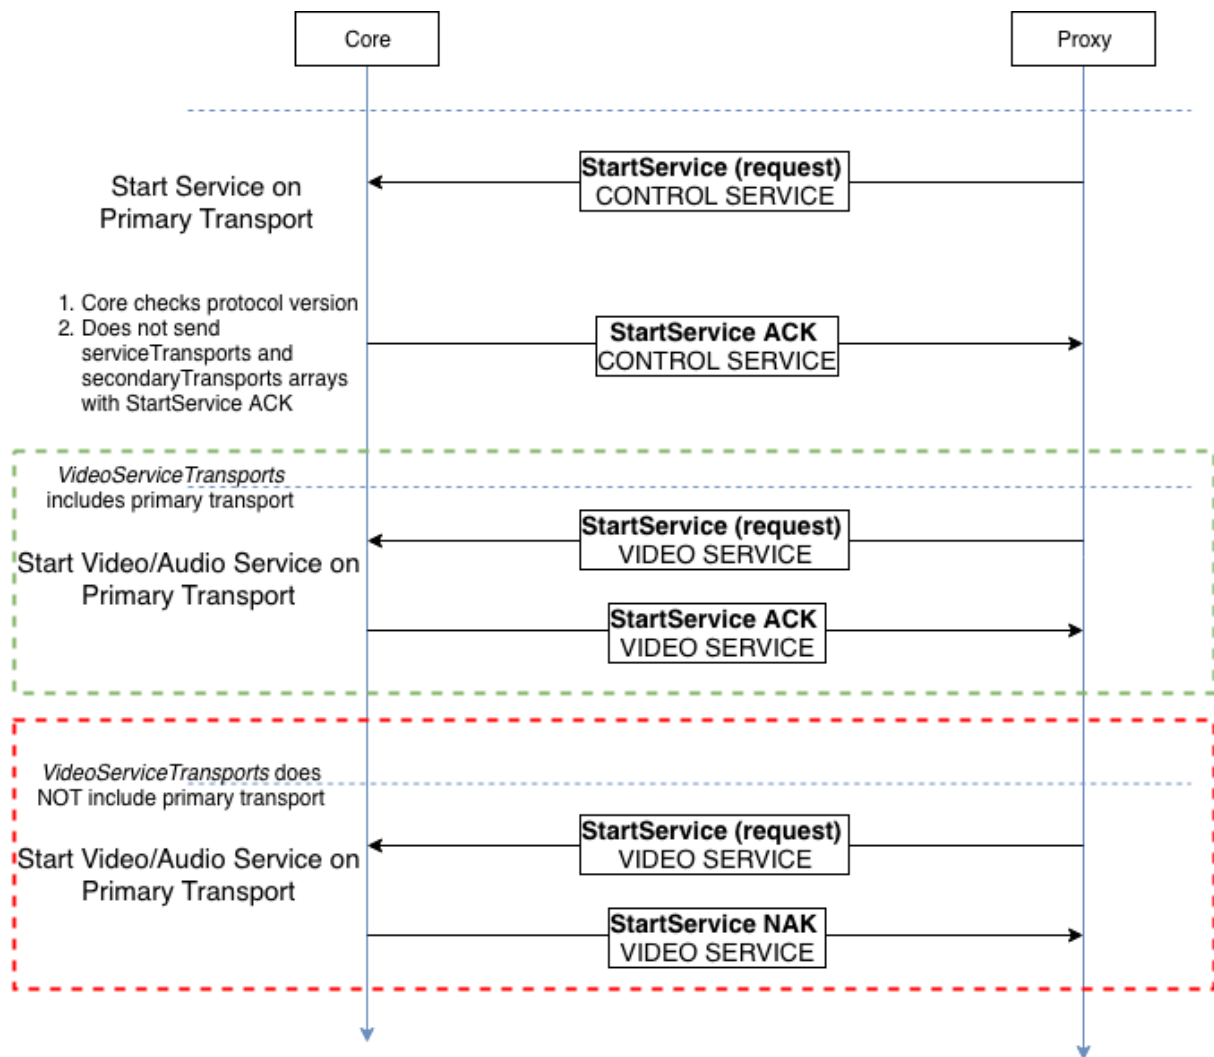 Core
Proxy
Start Service on
Primary Transport
StartService (request)
CONTROL SERVICE
1. Core checks protocol version
2. Does not send
serviceTransports and
secondaryTransports arrays
with StartService ACK
StartService ACK
CONTROL SERVICE
VideoServiceTransports
includes primary transport
Start Video/Audio Service on
Primary Transport
StartService (request)
VIDEO SERVICE
StartService ACK
VIDEO SERVICE
VideoServiceTransports does
NOT include primary transport
Start Video/Audio Service on
Primary Transport
StartService (request)
VIDEO SERVICE
StartService NAK
VIDEO SERVICE